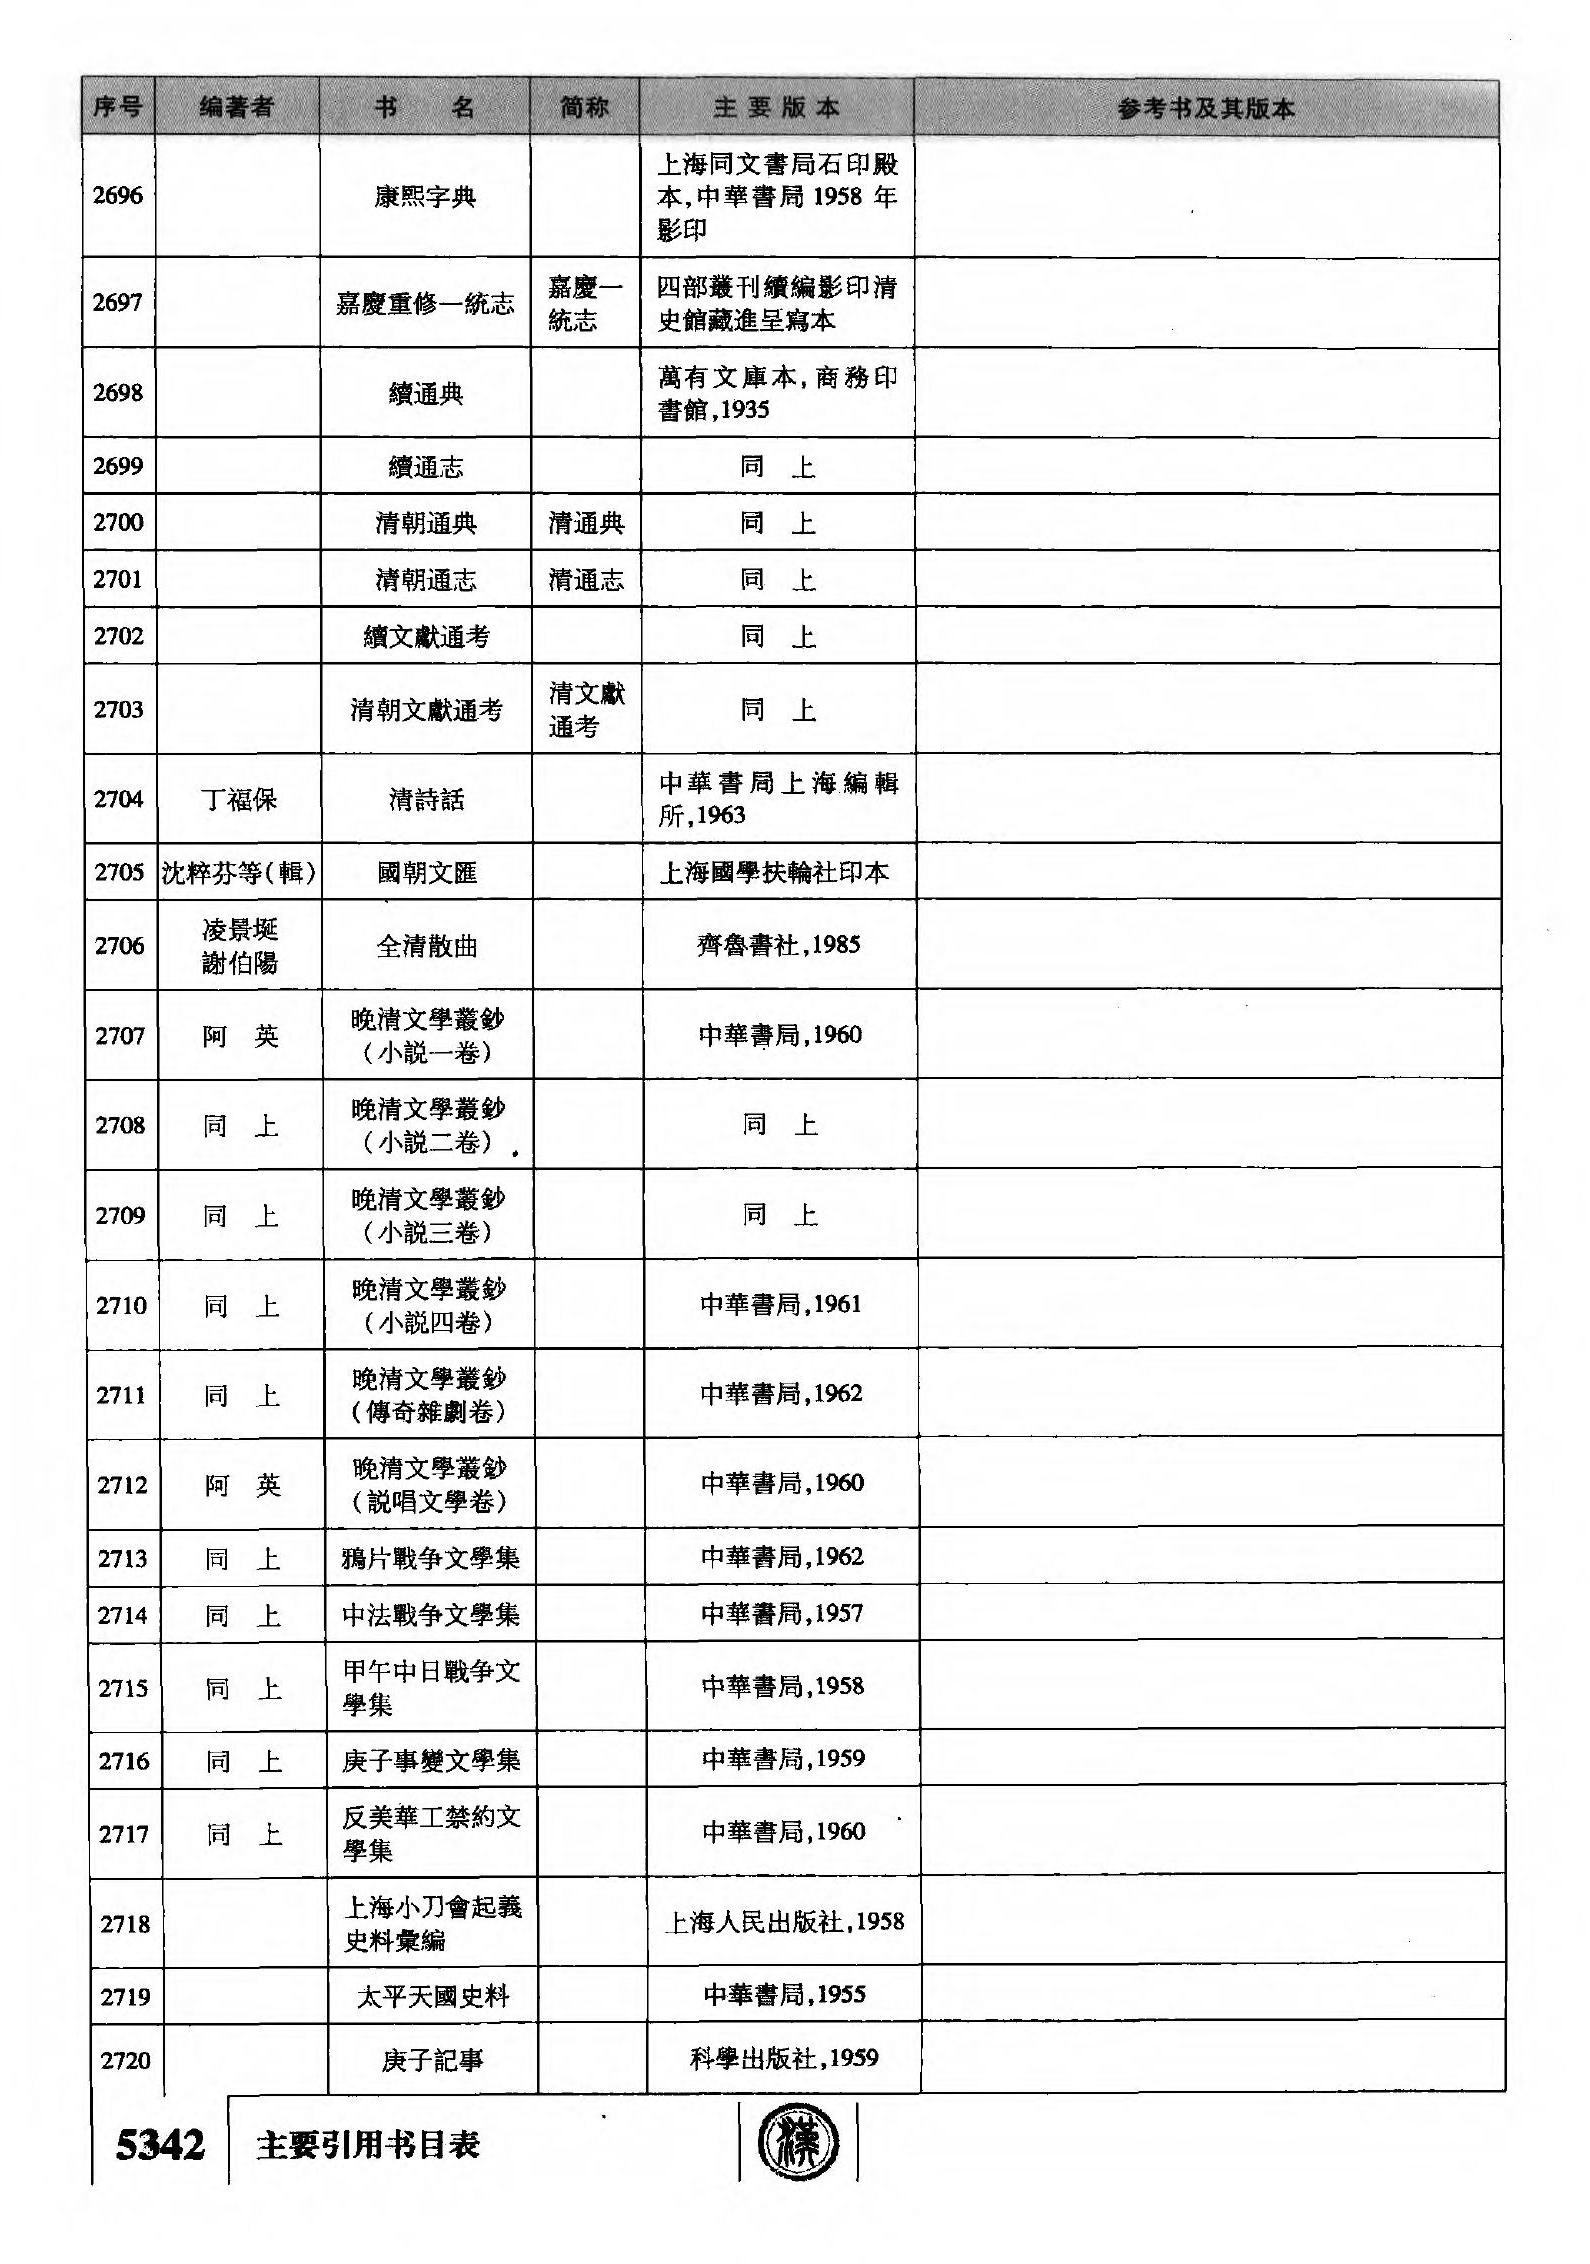 序号 编著者 书 名 简称 主要版本 参考书及其版本
2696 康熙字典 上海同文書局石印殿
本,中華書局 1958 年
影印
2697 嘉慶重修一統志 嘉慶一 四部叢刊續編影印清
統志 史館藏進呈寫本
2698 續通典 萬有文庫本,商務印
書館,1935
2699 續通志 同 上
2700 清朝通典 清通典 同 上
2701 清朝通志 清通志 同 上
2702 續文獻通考 同 上
2703 清朝文獻通考 清文獻 同 上
通考
2704 丁福保 清詩話 中華書局上海編輯
所,1963
2705 沈粹芬等(輯) 國朝文匯 上海國學扶輪社印本
2706 凌景埏 全清散曲 齊魯書社,1985
謝伯陽
2707 阿 英 晚清文學叢鈔 中華書局,1960
(小説一卷)
2708 同 上 晚清文學叢鈔 同 上
(小説二卷)
2709 同 上 晚清文學叢鈔 同 上
(小説三卷)
2710 同 上 晚清文學叢鈔 中華書局,1961
(小説四卷)
2711 同 上 晚清文學叢鈔 中華書局,1962
(傳奇雜劇卷)
2712 阿 英 晚清文學叢鈔 中華書局,1960
(説唱文學卷)
2713 同 上 鴉片戰争文學集 中華書局,1962
2714 同 上 中法戰争文學集 中華書局,1957
2715 同 上 甲午中日戰争文 中華書局,1958
學集
2716 同 上 庚子事變文學集 中華書局,1959
2717 同 上 反美華工禁約文 中華書局,1960
學集
2718 上海小刀會起義 上海人民出版社,1958
史料彙編
2719 太平天國史料 中華書局,1955
2720 庚子記事 科學出版社,1959
5342 主要引用书目表 漢